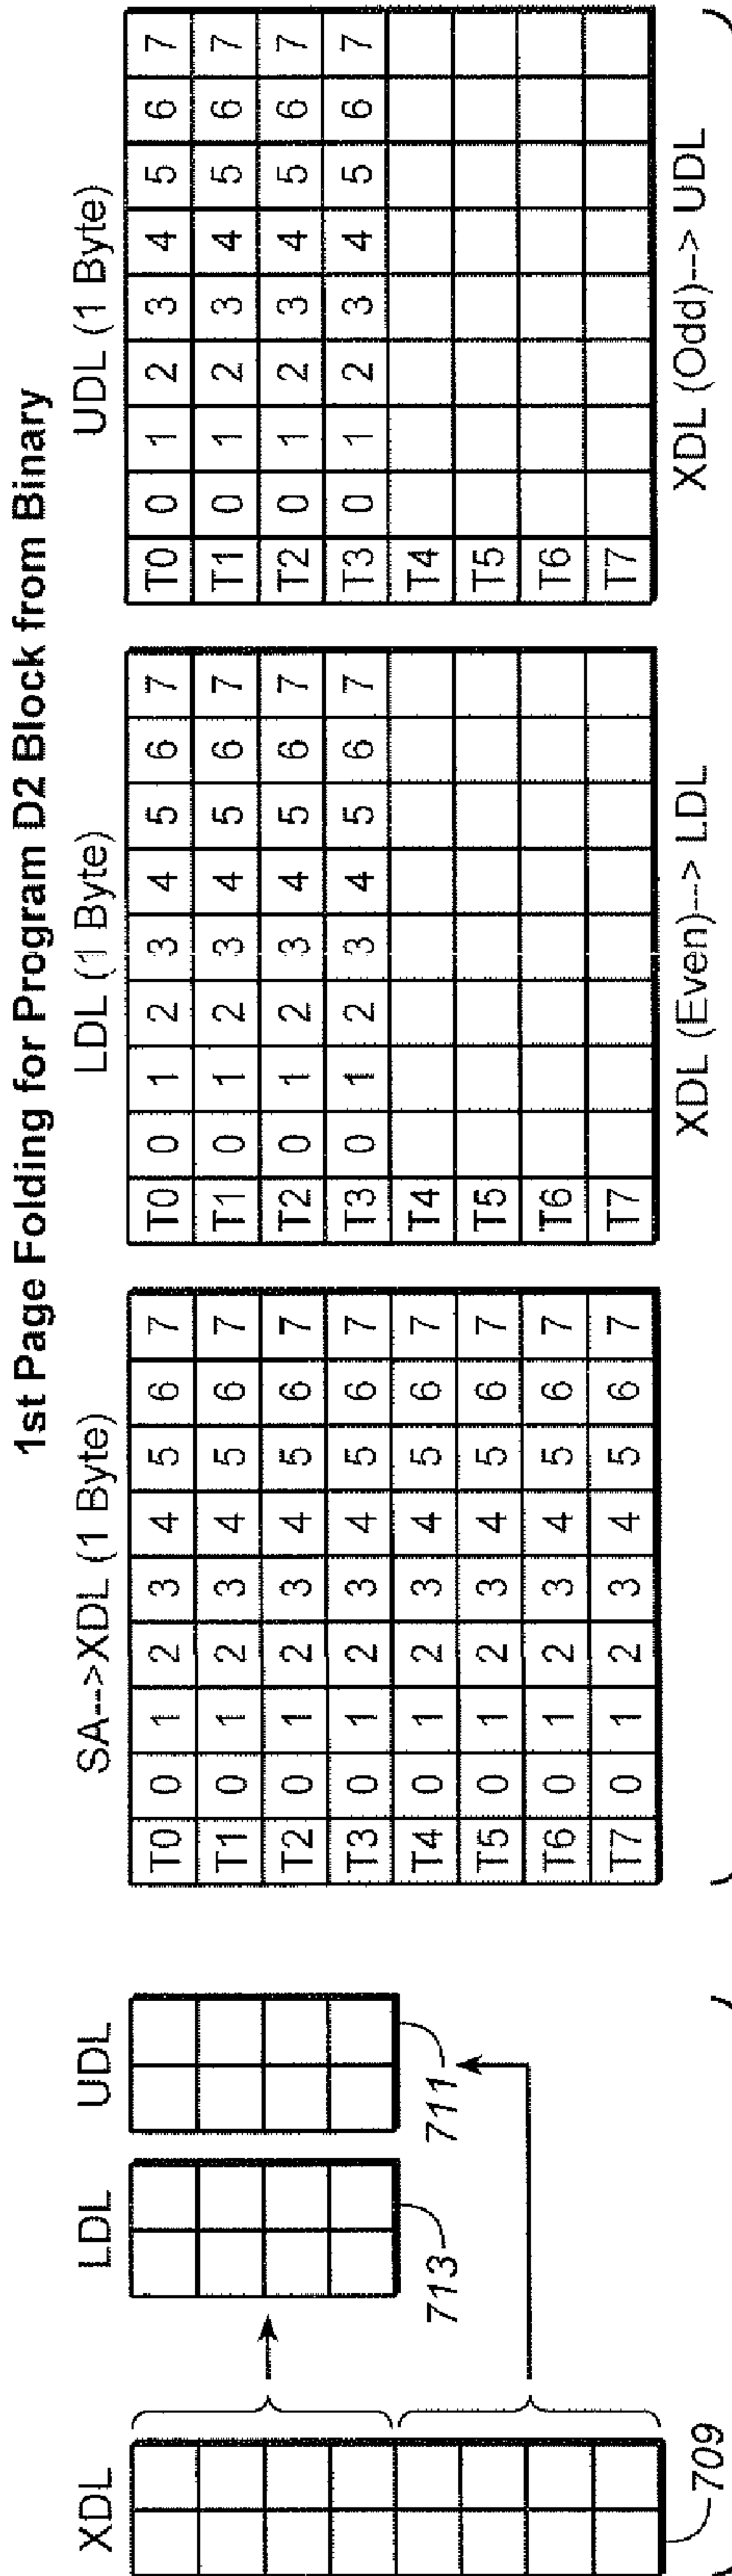 1st Page Folding for Program D2 Block from Binary
XDL
709
LDL
713
UDL
711
SA-->XDL (1 Byte)
T0 0 1 2 3 4 5 6 7
T1 0 1 2 3 4 5 6 7
T2 0 1 2 3 4 5 6 7
T3 0 1 2 3 4 5 6 7
T4 0 1 2 3 4 5 6 7
T5 0 1 2 3 4 5 6 7
T6 0 1 2 3 4 5 6 7
T7 0 1 2 3 4 5 6 7
LDL (1 Byte)
T0 0 1 2 3 4 5 6 7
T1 0 1 2 3 4 5 6 7
T2 0 1 2 3 4 5 6 7
T3 0 1 2 3 4 5 6 7
T4
T5
T6
T7
XDL (Even)--> LDL
UDL (1 Byte)
T0 0 1 2 3 4 5 6 7
T1 0 1 2 3 4 5 6 7
T2 0 1 2 3 4 5 6 7
T3 0 1 2 3 4 5 6 7
T4
T5
T6
T7
XDL (Odd)--> UDL